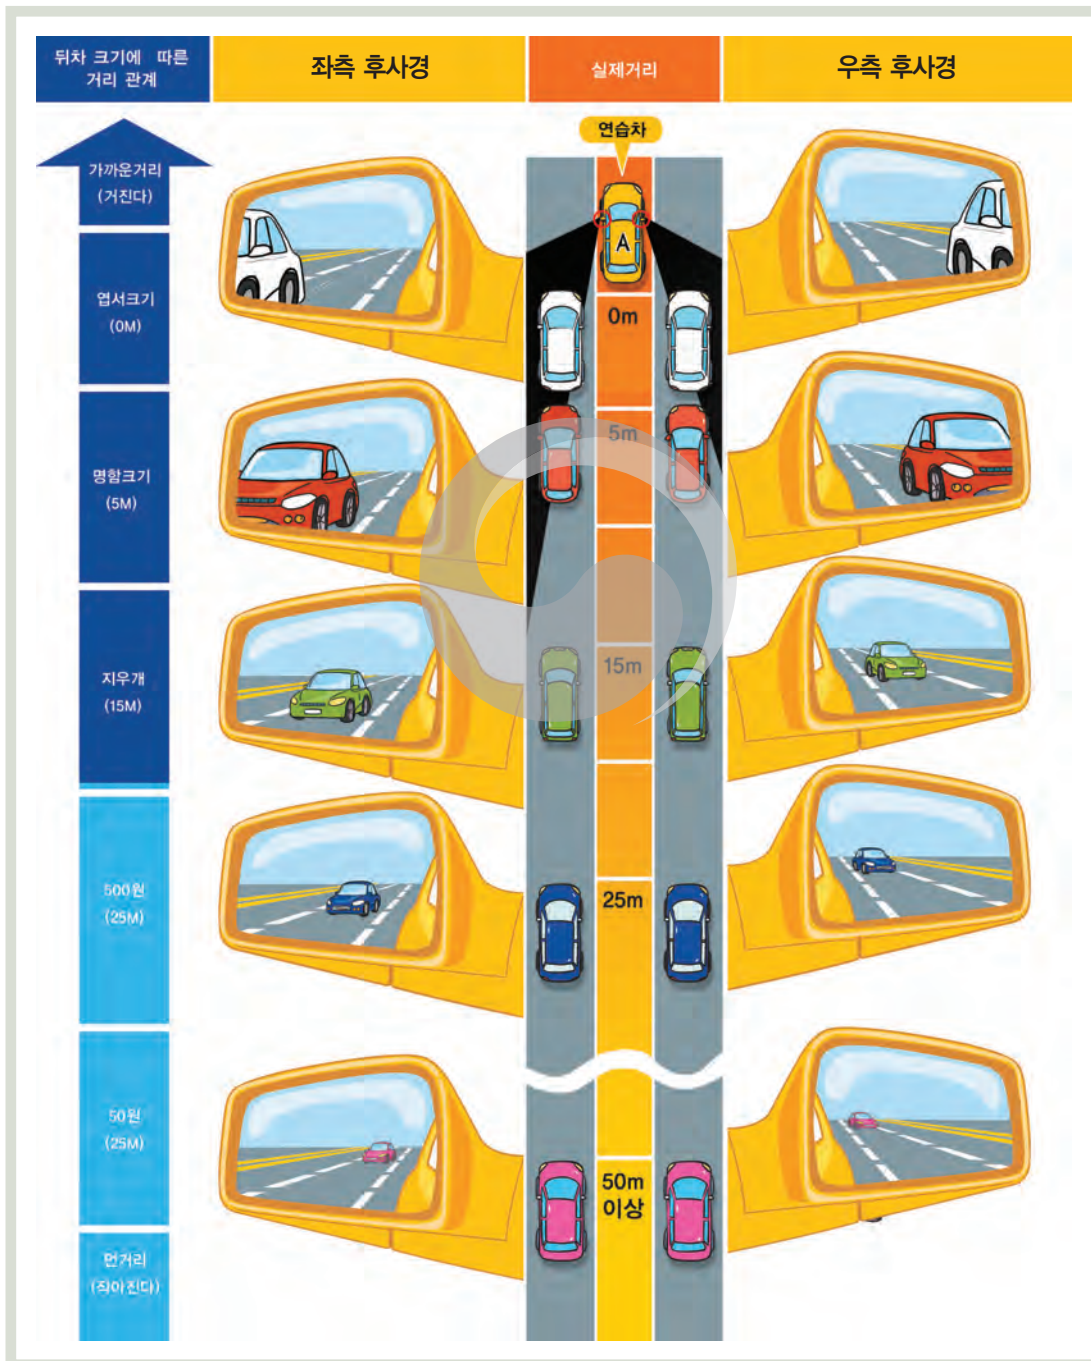 뒤차 크기에 따른
거리 관계
좌측 후사경
실제거리
우측 후사경
연습차
가까운거리
(거진다)
A
엽서크기
(0M)
0m
명함크기
(5M)
5m
지우개
(15M)
15m
500원
(25M)
25m
50원
(25M)
50m
이상
먼거리
(작아진다)